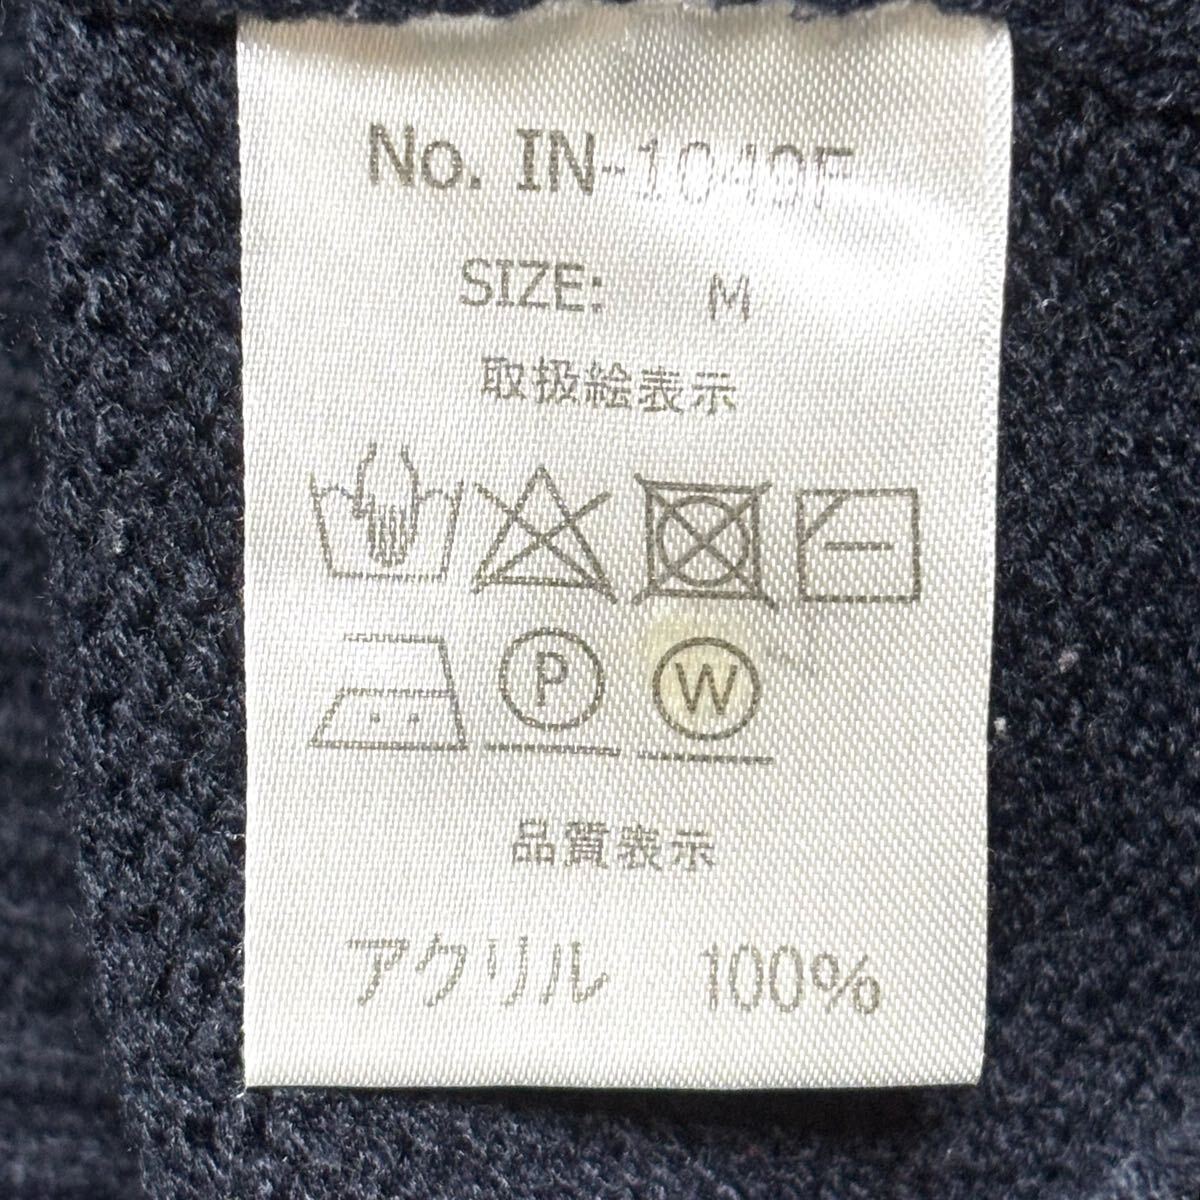 No. IN-1049F
SIZE: M
取扱絵表示
P W
品質表示
アクリル 100%